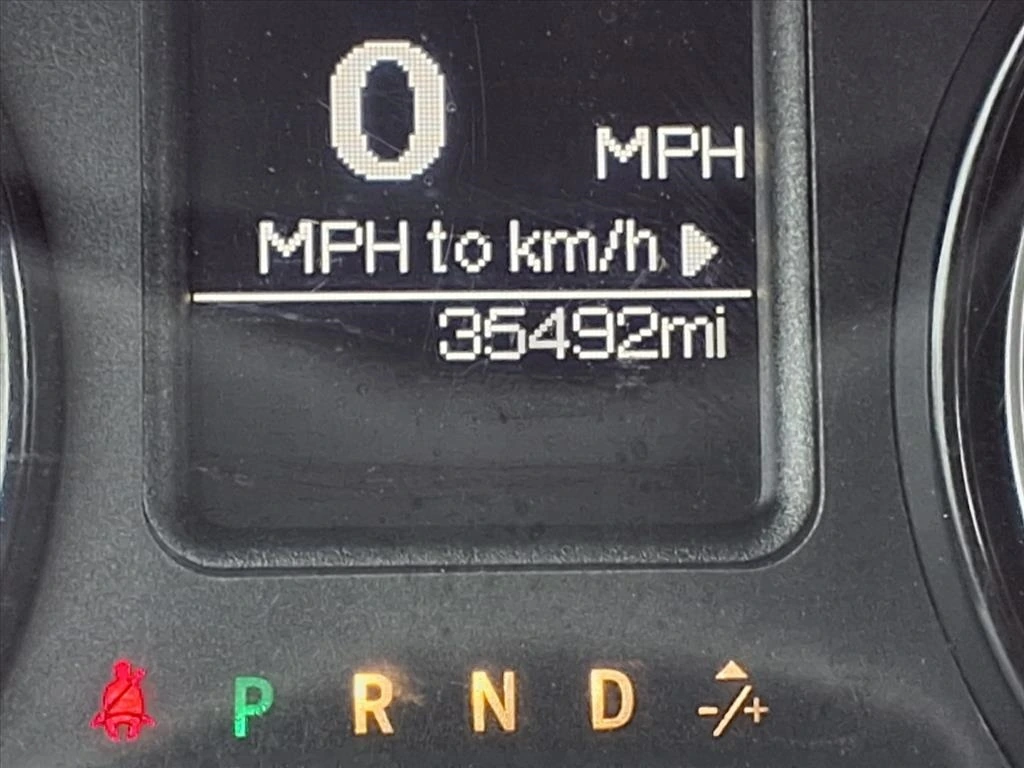 0
MPH
MPH to km/h
35492mi
P R N D -/+